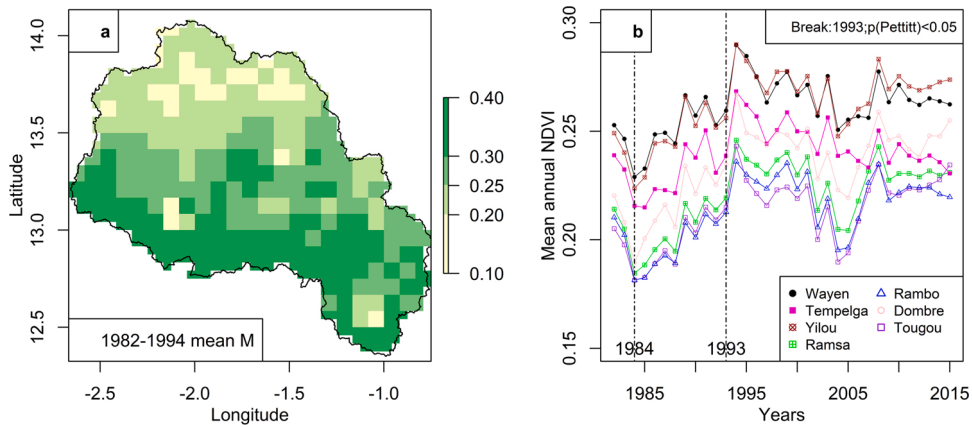 a
14.0
13.5
13.0
12.5
Latitude
0.40
0.30
0.25
0.20
0.10
1982-1994 mean M
-2.5
-2.0
-1.5
-1.0
Longitude
b
Break:1993;p(Pettitt)<0.05
0.30
0.25
0.20
0.15
Mean annual NDVI
Wayen
Tempelga
Yilou
Ramsa
Rambo
Dombre
Tougou
1984
1993
1985
1995
2005
2015
Years